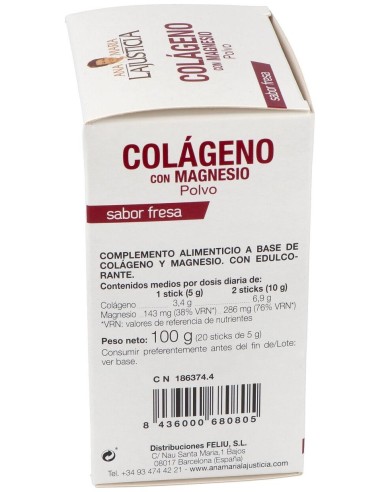 ANA MARIA
LAJUSTICIA
COLÁGENO
CON MAGNESIO
Polvo
sabor fresa
COLÁGENO
CON MAGNESIO
Polvo
sabor fresa
COMPLEMENTO ALIMENTICIO A BASE DE
COLÁGENO Y MAGNESIO. CON EDULCO-
RANTE.
Contenidos medios por dosis diaria de:
1 stick (5 g) 2 sticks (10 g)
Colágeno 3,4 g 6,9 g
Magnesio 143 mg (38% VRN*) 286 mg (76% VRN*)
*VRN: valores de referencia de nutrientes
Peso neto: 100 g (20 sticks de 5 g)
Consumir preferentemente antes del fin de/Lote:
ver base.
C N 186374.4
8 436000 680805
Distribuciones FELIU, S.L.
C/ Nau Santa Maria,1 Bajos
08017 Barcelona (España)
Tel. +34 93 474 42 21 - www.anamarialajusticia.com